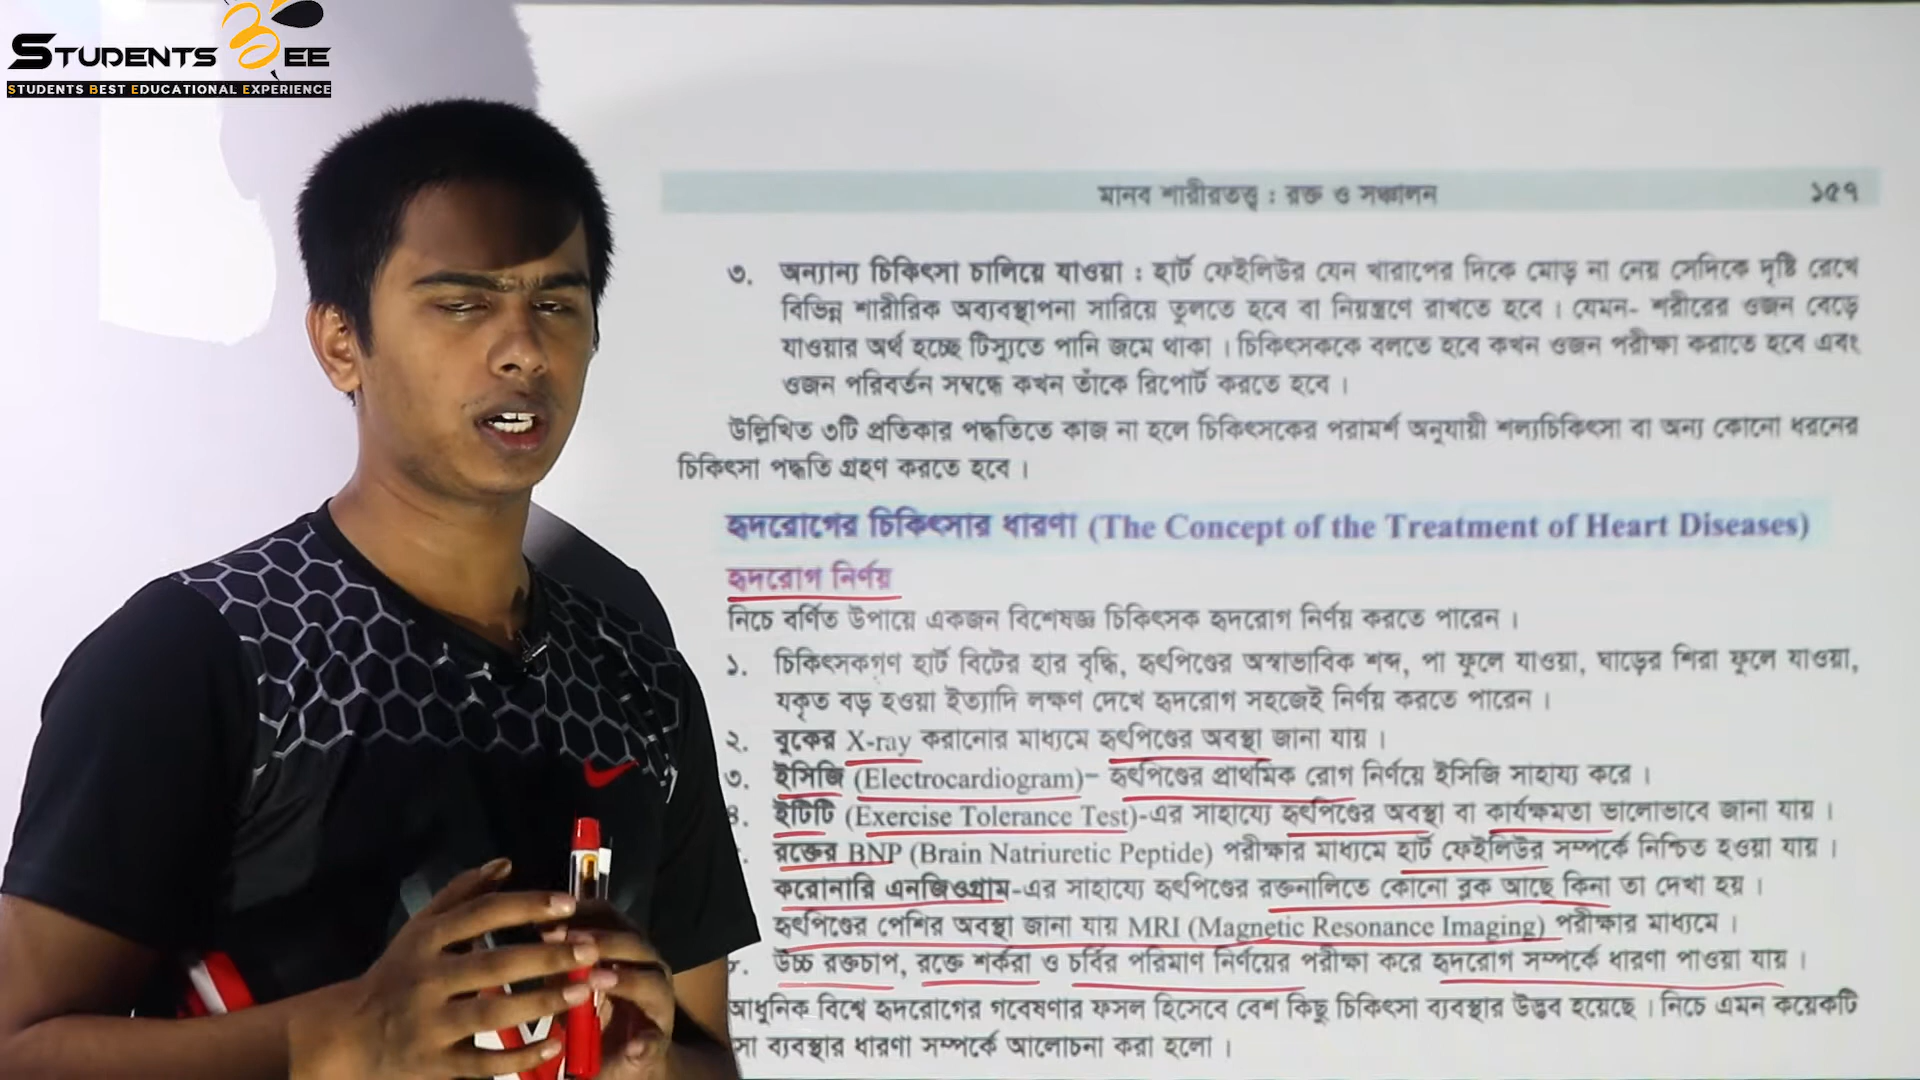 STUDENTS BEE
STUDENTS BEST EDUCATIONAL EXPERIENCE
মানব শারীরতত্ত্ব : রক্ত ও সঞ্চালন ১৫৭
৩. অন্যান্য চিকিৎসা চালিয়ে যাওয়া : হার্ট ফেইলিউর যেন খারাপের দিকে মোড় না নেয় সেদিকে দৃষ্টি রেখে
বিভিন্ন শারীরিক অব্যবস্থাপনা সারিয়ে তুলতে হবে বা নিয়ন্ত্রণে রাখতে হবে। যেমন- শরীরের ওজন বেড়ে
যাওয়ার অর্থ হচ্ছে টিস্যুতে পানি জমে থাকা। চিকিৎসককে বলতে হবে কখন ওজন পরীক্ষা করাতে হবে এবং
ওজন পরিবর্তন সম্বন্ধে কখন তাঁকে রিপোর্ট করতে হবে।
উল্লিখিত ৩টি প্রতিকার পদ্ধতিতে কাজ না হলে চিকিৎসকের পরামর্শ অনুযায়ী শল্যচিকিৎসা বা অন্য কোনো ধরনের
চিকিৎসা পদ্ধতি গ্রহণ করতে হবে।
হৃদরোগের চিকিৎসার ধারণা (The Concept of the Treatment of Heart Diseases)
হৃদরোগ নির্ণয়
নিচে বর্ণিত উপায়ে একজন বিশেষজ্ঞ চিকিৎসক হৃদরোগ নির্ণয় করতে পারেন।
১. চিকিৎসকগণ হার্ট বিটের হার বৃদ্ধি, হৃৎপিণ্ডের অস্বাভাবিক শব্দ, পা ফুলে যাওয়া, ঘাড়ের শিরা ফুলে যাওয়া,
যকৃত বড় হওয়া ইত্যাদি লক্ষণ দেখে হৃদরোগ সহজেই নির্ণয় করতে পারেন।
২. বুকের X-ray করানোর মাধ্যমে হৃৎপিণ্ডের অবস্থা জানা যায়।
৩. ইসিজি (Electrocardiogram)– হৃৎপিণ্ডের প্রাথমিক রোগ নির্ণয়ে ইসিজি সাহায্য করে।
৪. ইটিটি (Exercise Tolerance Test)-এর সাহায্যে হৃৎপিণ্ডের অবস্থা বা কার্যক্ষমতা ভালোভাবে জানা যায়।
রক্তের BNP (Brain Natriuretic Peptide) পরীক্ষার মাধ্যমে হার্ট ফেইলিউর সম্পর্কে নিশ্চিত হওয়া যায়।
করোনারি এনজিওগ্রাম-এর সাহায্যে হৃৎপিণ্ডের রক্তনালিতে কোনো ব্লক আছে কিনা তা দেখা হয়।
হৃৎপিণ্ডের পেশির অবস্থা জানা যায় MRI (Magnetic Resonance Imaging) পরীক্ষার মাধ্যমে।
৮. উচ্চ রক্তচাপ, রক্তে শর্করা ও চর্বির পরিমাণ নির্ণয়ের পরীক্ষা করে হৃদরোগ সম্পর্কে ধারণা পাওয়া যায়।
আধুনিক বিশ্বে হৃদরোগের গবেষণার ফসল হিসেবে বেশ কিছু চিকিৎসা ব্যবস্থার উদ্ভব হয়েছে। নিচে এমন কয়েকটি
সা ব্যবস্থার ধারণা সম্পর্কে আলোচনা করা হলো।